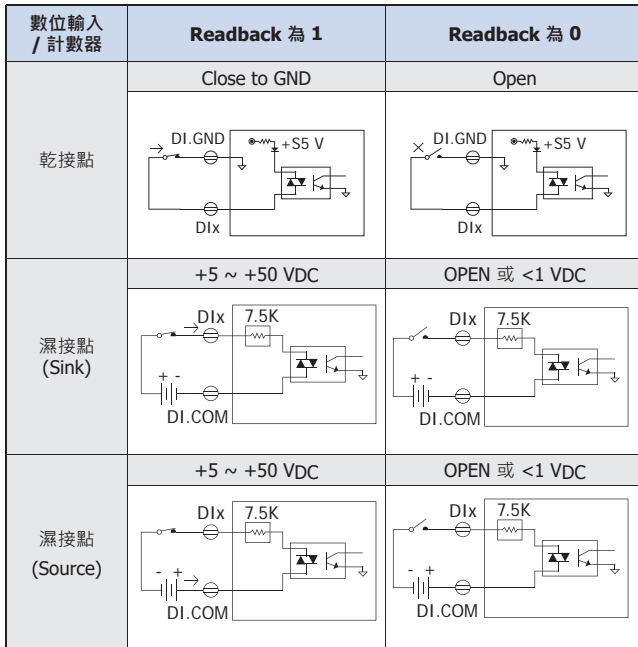 數位輸入
/ 計數器
Readback 為 1
Readback 為 0
Close to GND
Open
乾接點
DI.GND
+S5 V
DIx
DI.GND
+S5 V
DIx
+5 ~ +50 VDC
OPEN 或 <1 VDC
濕接點
(Sink)
DIx
7.5K
+ -
DI.COM
DIx
7.5K
+ -
DI.COM
+5 ~ +50 VDC
OPEN 或 <1 VDC
濕接點
(Source)
DIx
7.5K
- +
DI.COM
DIx
7.5K
- +
DI.COM